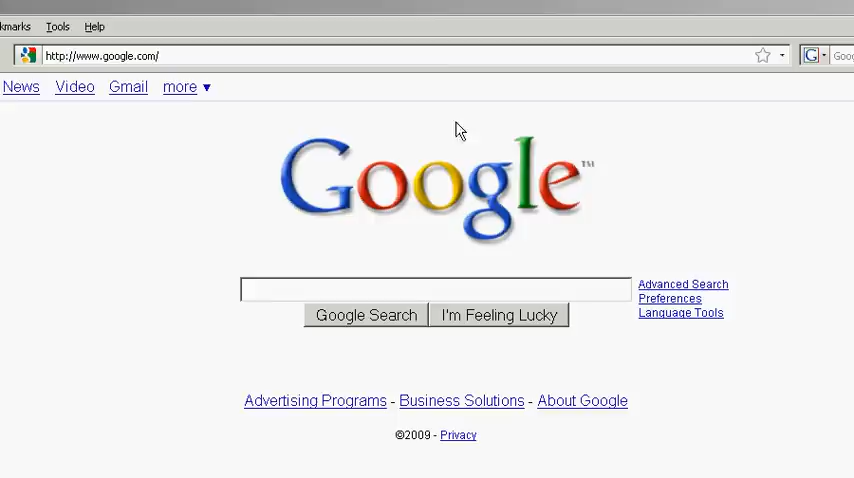 kmarks Tools Help
http://www.google.com/ Goo
News Video Gmail more ▼
Google™
Advanced Search
Preferences
Language Tools
Google Search I'm Feeling Lucky
Advertising Programs - Business Solutions - About Google
©2009 - Privacy